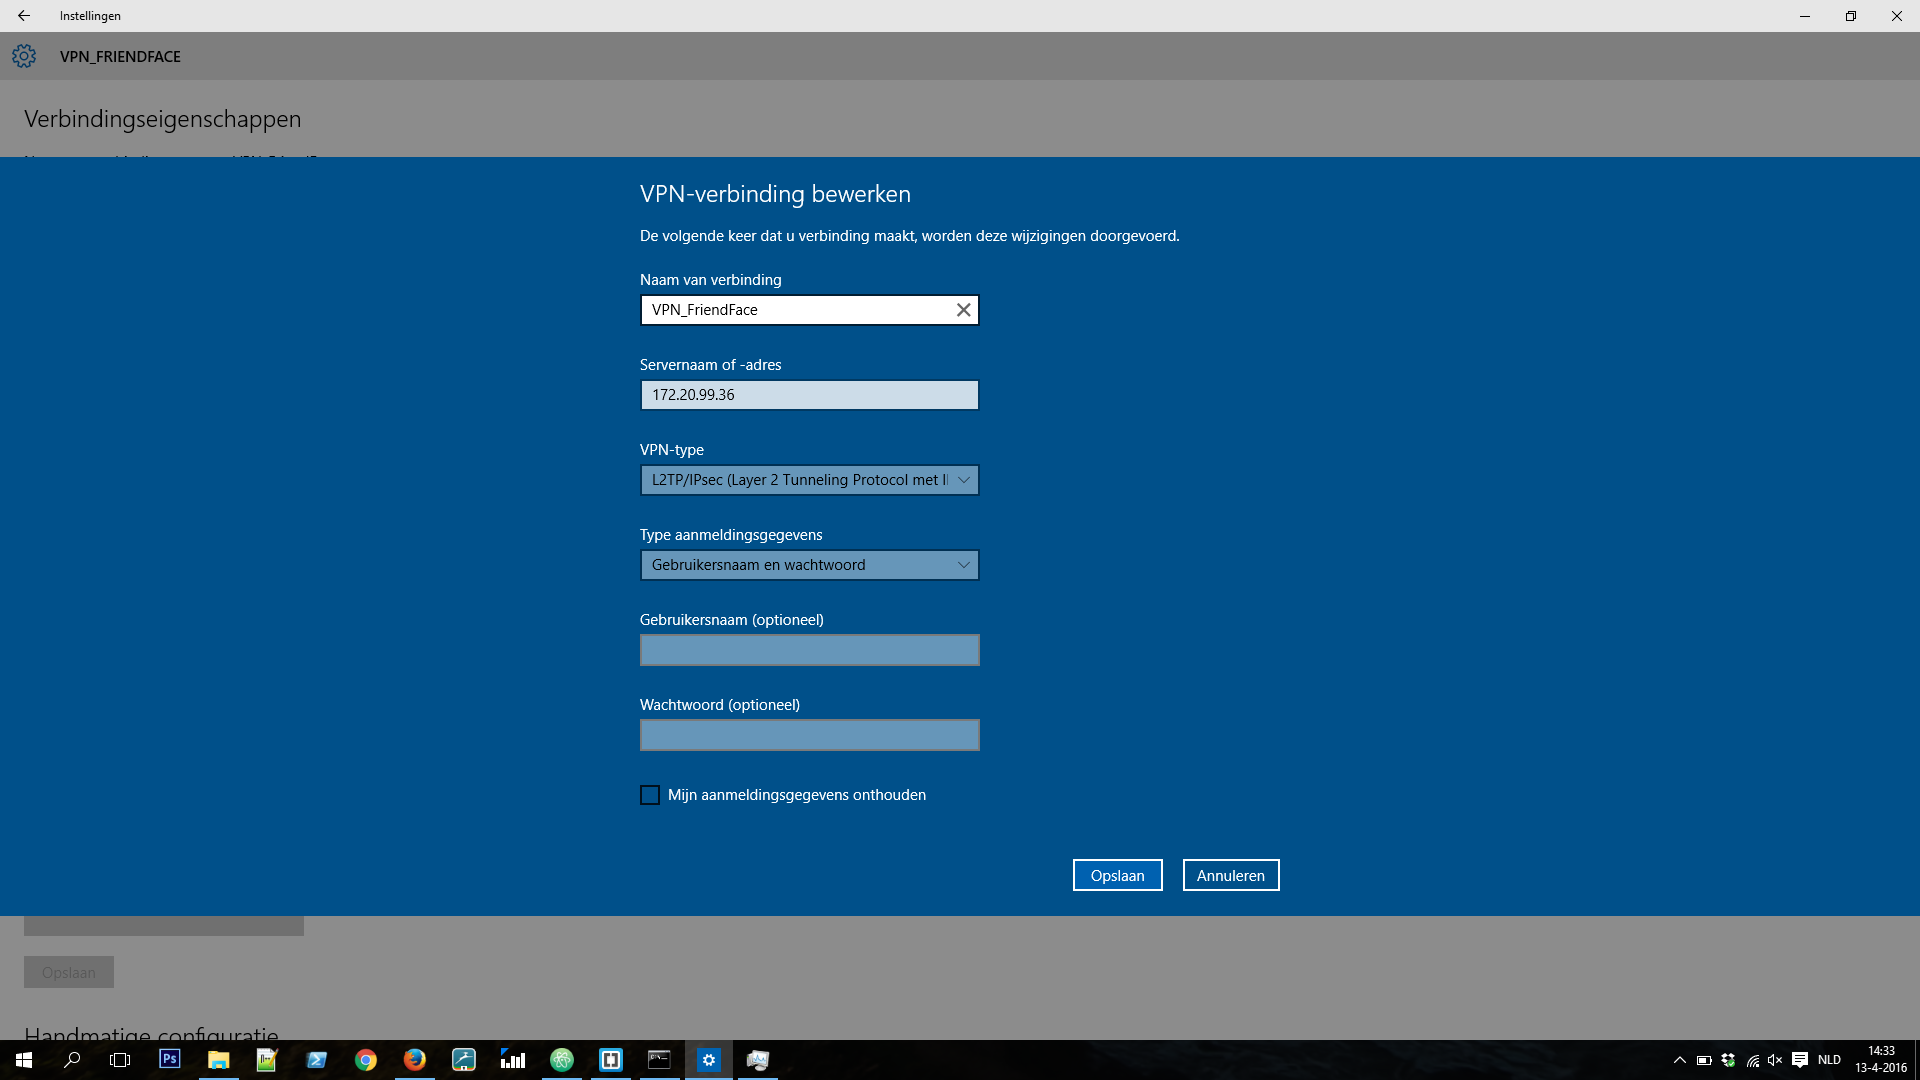 Instellingen
VPN_FRIENDFACE
Verbindingseigenschappen
VPN-verbinding bewerken
De volgende keer dat u verbinding maakt, worden deze wijzigingen doorgevoerd.
Naam van verbinding
VPN_FriendFace
Servernaam of -adres
172.20.99.36
VPN-type
L2TP/IPsec (Layer 2 Tunneling Protocol met
Type aanmeldingsgegevens
Gebruikersnaam en wachtwoord
Gebruikersnaam (optioneel)
Wachtwoord (optioneel)
Mijn aanmeldingsgegevens onthouden
Opslaan
Annuleren
Opslaan
Handmatige configuratie
Ps
NLD
14:33
13-4-2016